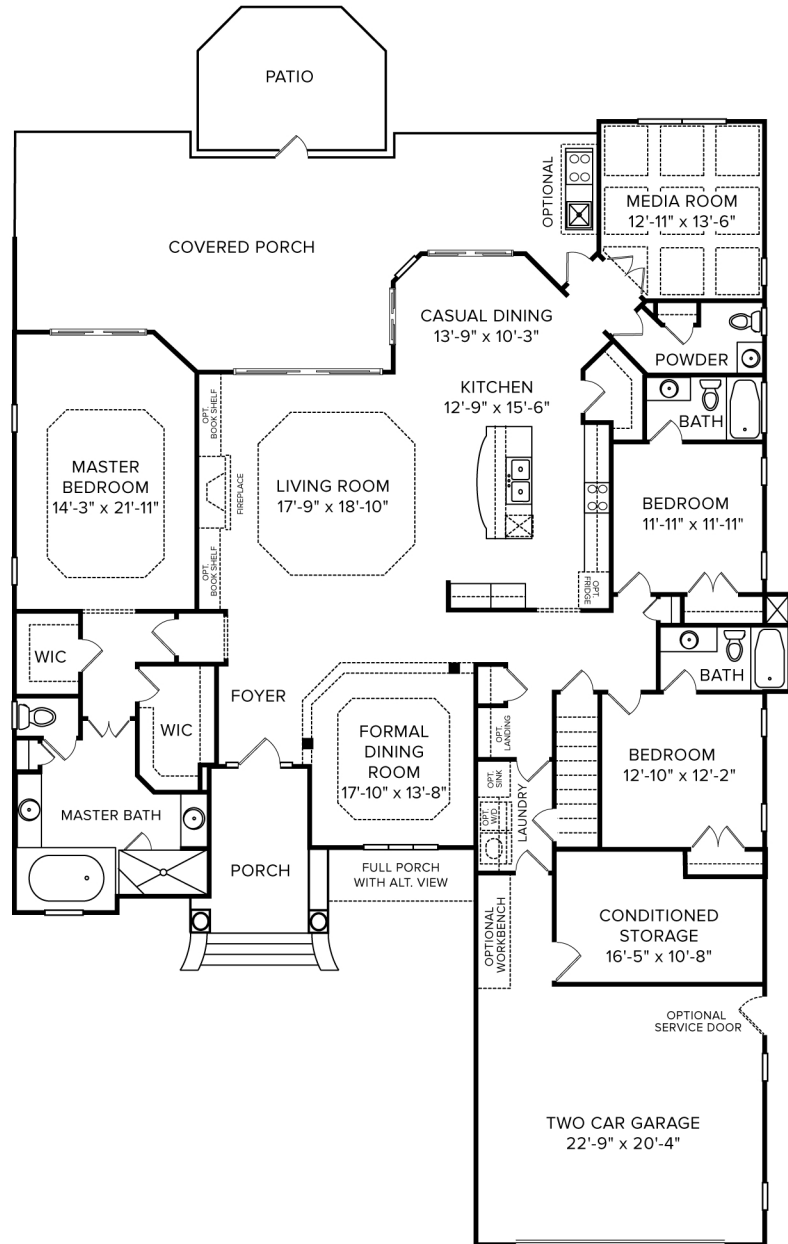 PATIO
OPTIONAL
MEDIA ROOM
12'-11" x 13'-6"
COVERED PORCH
CASUAL DINING
13'-9" x 10'-3"
POWDER
KITCHEN
12'-9" x 15'-6"
BATH
OPT.
BOOK SHELF
MASTER
BEDROOM
14'-3" x 21'-11"
FIREPLACE
LIVING ROOM
17'-9" x 18'-10"
BEDROOM
11'-11" x 11'-11"
OPT.
BOOK SHELF
OPT.
FRIDGE
WIC
BATH
WIC
FOYER
FORMAL
DINING
ROOM
17'-10" x 13'-8"
OPT.
LANDING
BEDROOM
12'-10" x 12'-2"
OPT.
SINK
OPT.
W/D
LAUNDRY
MASTER BATH
PORCH
FULL PORCH
WITH ALT. VIEW
OPTIONAL
WORKBENCH
CONDITIONED
STORAGE
16'-5" x 10'-8"
OPTIONAL
SERVICE DOOR
TWO CAR GARAGE
22'-9" x 20'-4"